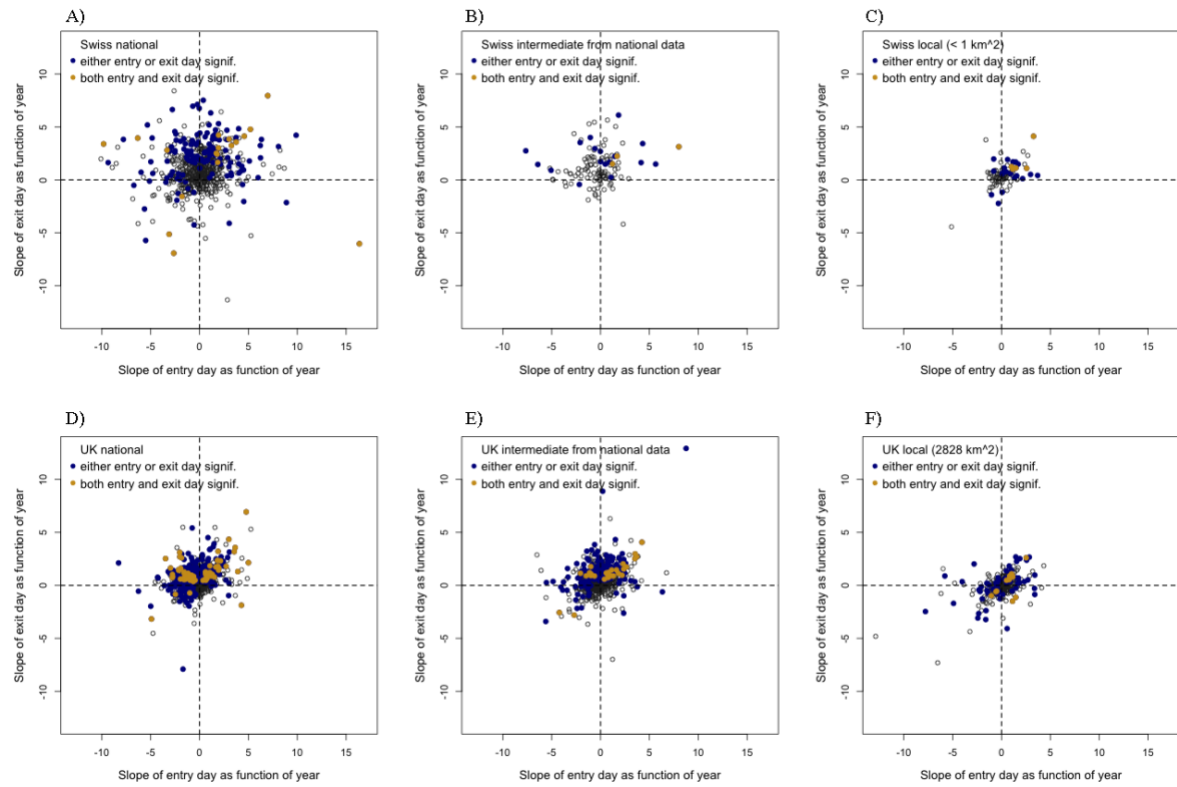 A)
Swiss national
either entry or exit day signif.
both entry and exit day signif.
Slope of exit day as function of year
10
5
0
-5
-10
-10 -5 0 5 10 15
Slope of entry day as function of year
B)
Swiss intermediate from national data
either entry or exit day signif.
both entry and exit day signif.
Slope of exit day as function of year
10
5
0
-5
-10
-10 -5 0 5 10 15
Slope of entry day as function of year
C)
Swiss local (< 1 km^2)
either entry or exit day signif.
both entry and exit day signif.
Slope of exit day as function of year
10
5
0
-5
-10
-10 -5 0 5 10 15
Slope of entry day as function of year
D)
UK national
either entry or exit day signif.
both entry and exit day signif.
Slope of exit day as function of year
10
5
0
-5
-10
-10 -5 0 5 10 15
Slope of entry day as function of year
E)
UK intermediate from national data
either entry or exit day signif.
both entry and exit day signif.
Slope of exit day as function of year
10
5
0
-5
-10
-10 -5 0 5 10 15
Slope of entry day as function of year
F)
UK local (2828 km^2)
either entry or exit day signif.
both entry and exit day signif.
Slope of exit day as function of year
10
5
0
-5
-10
-10 -5 0 5 10 15
Slope of entry day as function of year